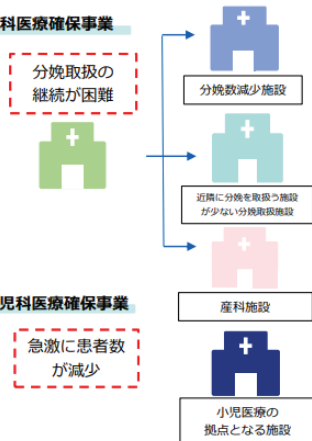 科医療確保事業
分娩取扱の
継続が困難
分娩数減少施設
近隣に分娩を取扱う施設
が少ない分娩取扱施設
産科施設
児科医療確保事業
急激に患者数
が減少
小児医療の
拠点となる施設